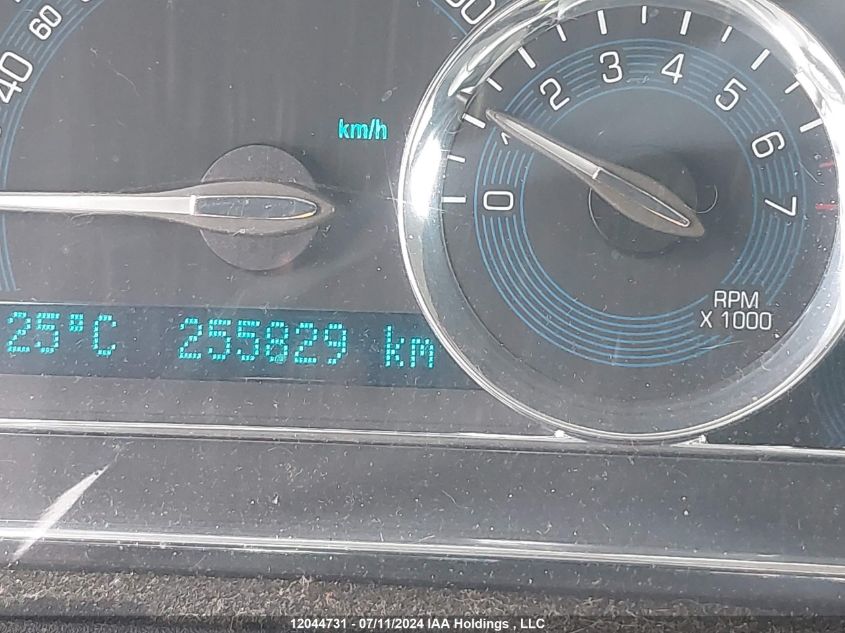 40
60
km/h
0 1 2 3 4 5 6 7
RPM
X 1000
25°C 255829 km
12044731 - 07/11/2024 IAA Holdings , LLC